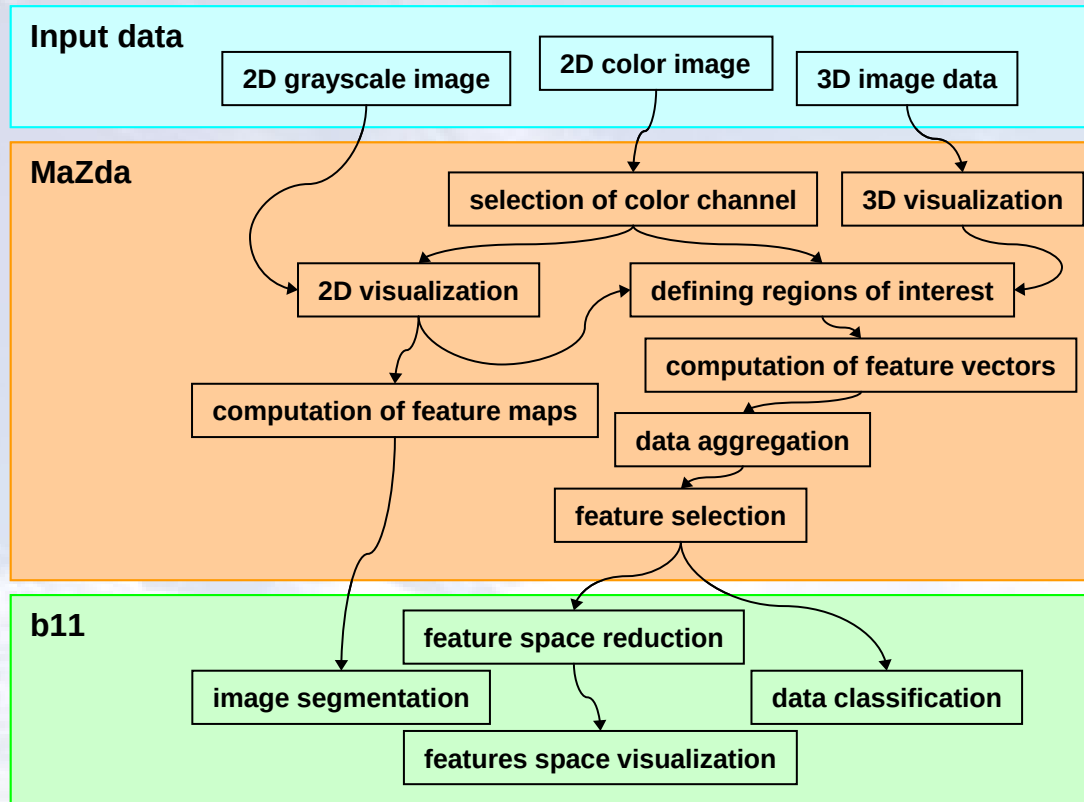 Input data
2D grayscale image
2D color image
3D image data
MaZda
selection of color channel
3D visualization
2D visualization
defining regions of interest
computation of feature vectors
computation of feature maps
data aggregation
feature selection
b11
feature space reduction
image segmentation
data classification
features space visualization